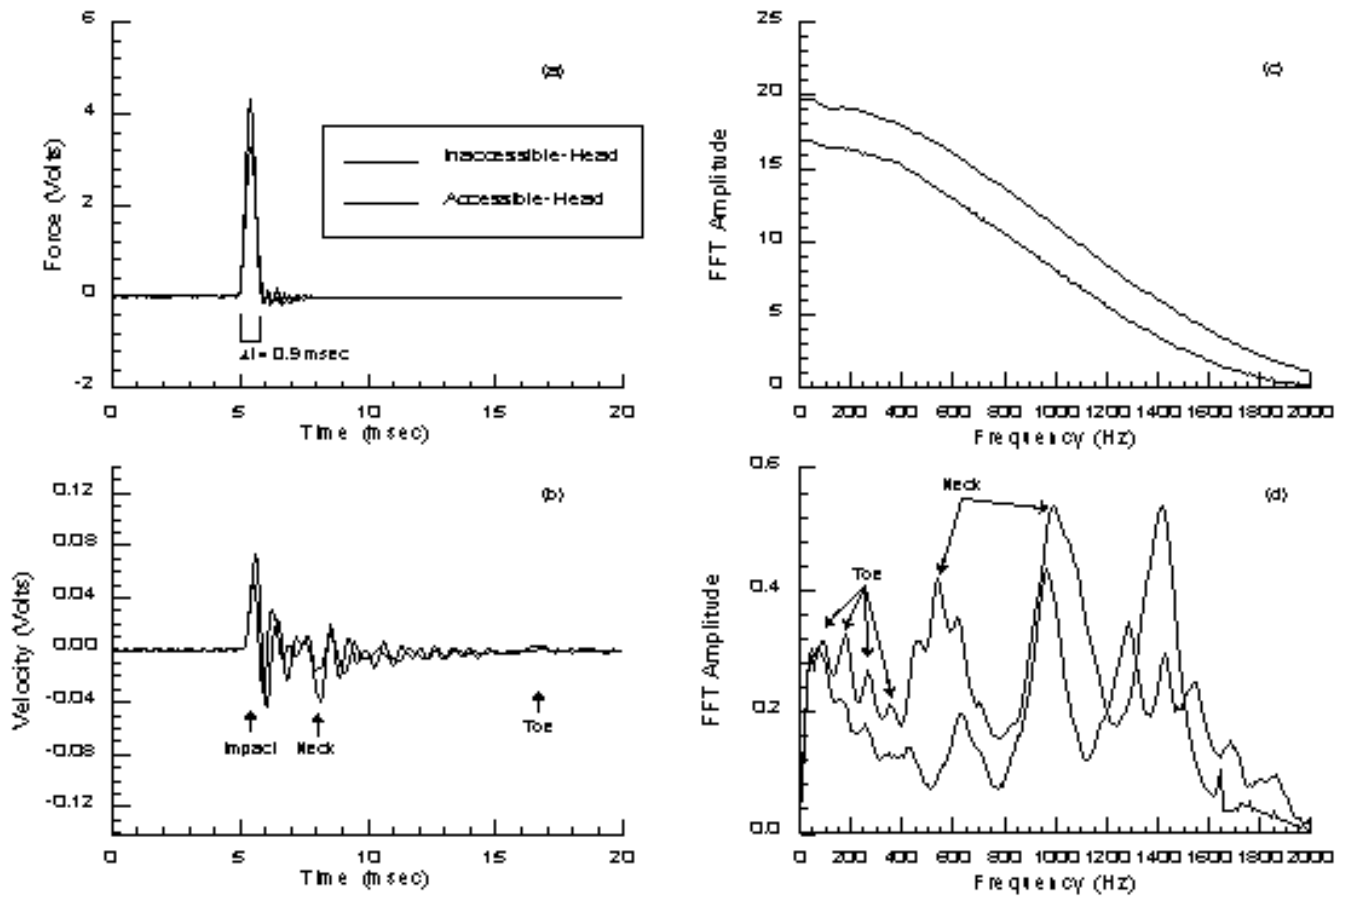 6
4
2
0
-2
Force (Volts)
(a)
Inaccessible-Head
Accessible-Head
0.9 msec
0 5 10 15 20
Time (msec)
25
20
15
10
5
0
FFT Amplitude
(c)
0 200 400 600 800 1000 1200 1400 1600 1800 2000
Frequency (Hz)
0.12
0.08
0.04
0.00
-0.04
-0.08
-0.12
Velocity (Volts)
(b)
Impact
Neck
Toe
0 5 10 15 20
Time (msec)
0.6
0.4
0.2
0.0
FFT Amplitude
Neck
(d)
Toe
0 200 400 600 800 1000 1200 1400 1600 1800 2000
Frequency (Hz)